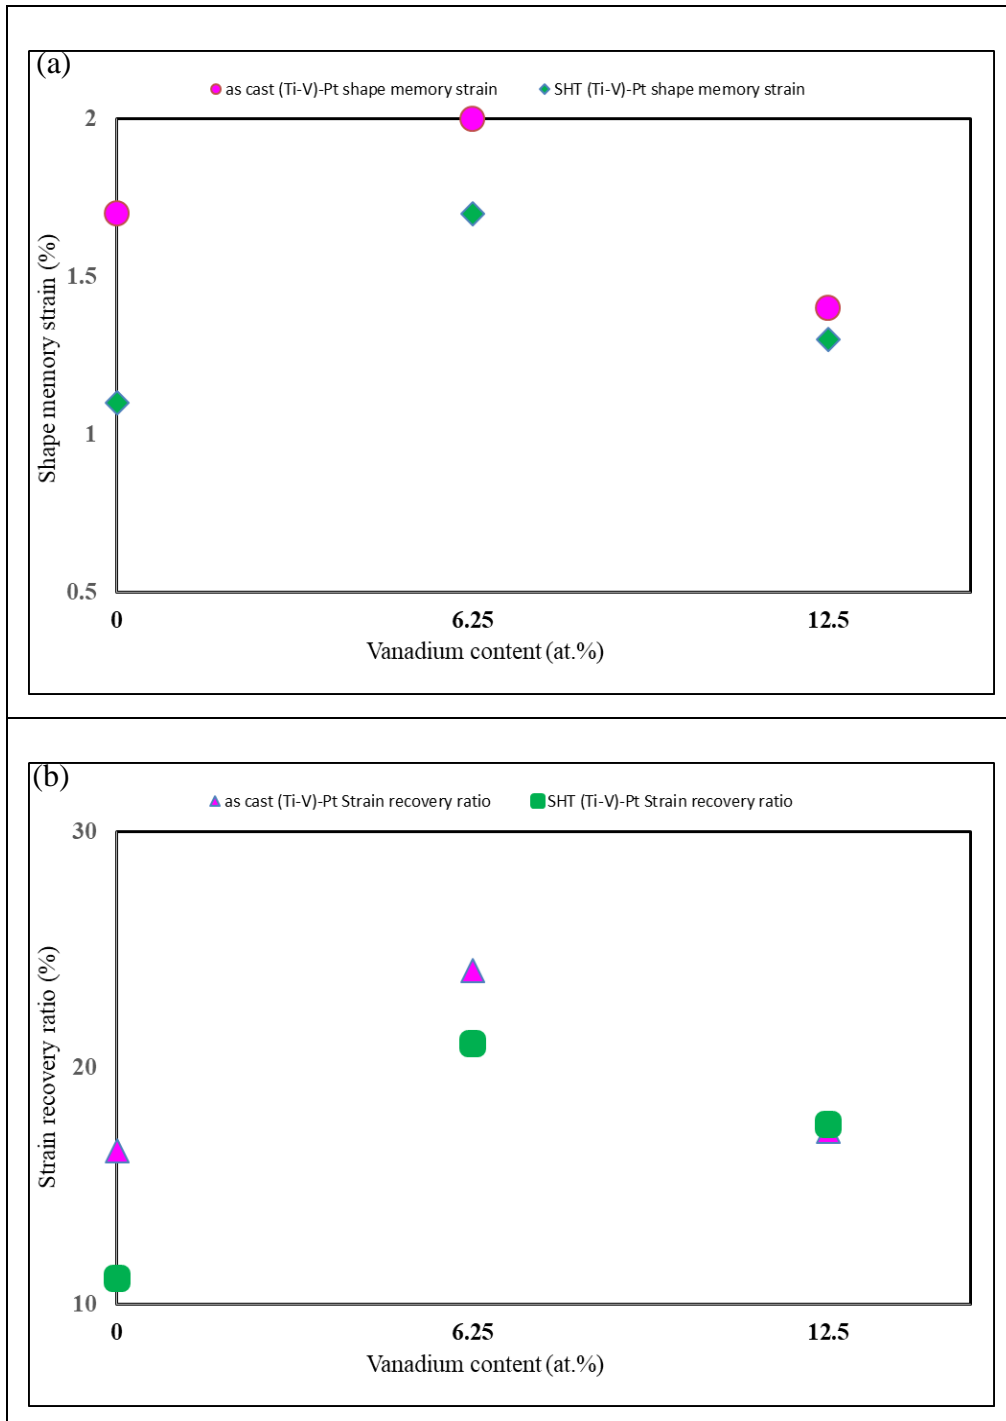 (a)
as cast (Ti-V)-Pt shape memory strain SHT (Ti-V)-Pt shape memory strain
2
1.5
1
0.5
Shape memory strain (%)
0 6.25 12.5
Vanadium content (at.%)
(b)
as cast (Ti-V)-Pt Strain recovery ratio SHT (Ti-V)-Pt Strain recovery ratio
30
20
10
Strain recovery ratio (%)
0 6.25 12.5
Vanadium content (at.%)